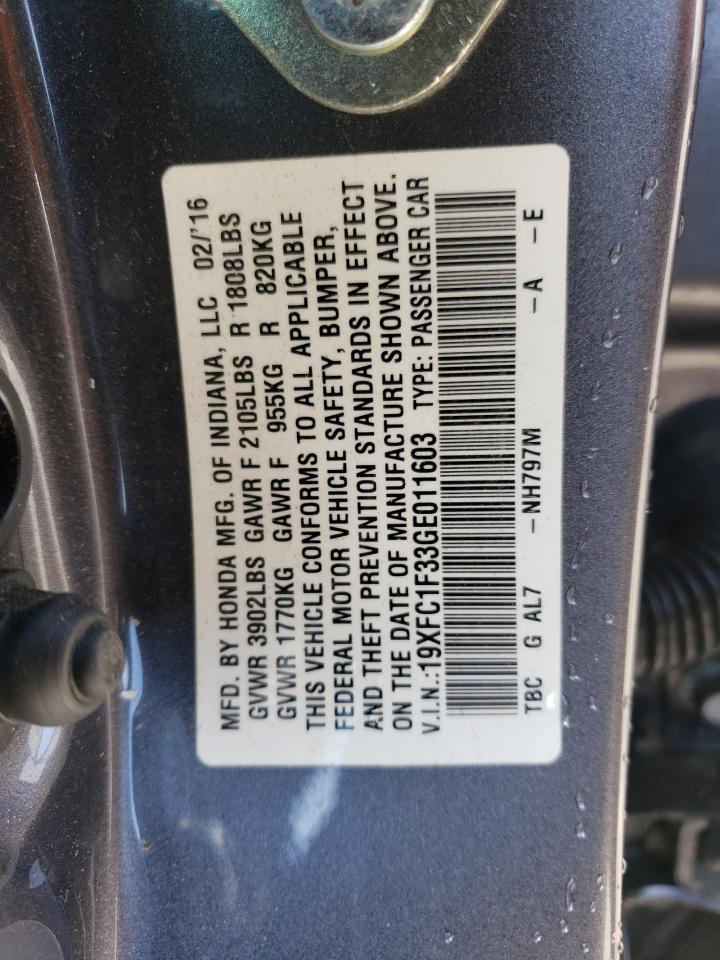 MFD. BY HONDA MFG. OF INDIANA, LLC 02/'16
GVWR 3902LBS GAWR F 2105LBS R 1808LBS
GVWR 1770KG GAWR F 955KG R 820KG
THIS VEHICLE CONFORMS TO ALL APPLICABLE
FEDERAL MOTOR VEHICLE SAFETY, BUMPER,
AND THEFT PREVENTION STANDARDS IN EFFECT
ON THE DATE OF MANUFACTURE SHOWN ABOVE.
V.I.N.:19XFC1F33GE011603 TYPE: PASSENGER CAR
TBC G AL7 -NH797M -A -E